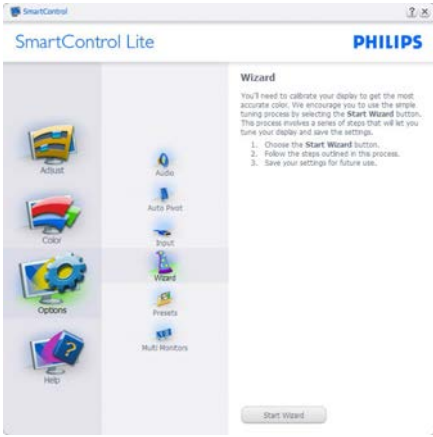 SmartControl
SmartControl Lite
PHILIPS
Adjust
Color
Options
Help
Audio
Auto Pivot
Input
Wizard
Presets
Multi Monitors
Wizard
You'll need to calibrate your display to get the most
accurate color. We encourage you to use the simple
tuning process by selecting the Start Wizard button.
This process involves a series of steps that will let you
tune your display and save the settings.
1. Choose the Start Wizard button.
2. Follow the steps outlined in this process.
3. Save your settings for future use.
Start Wizard